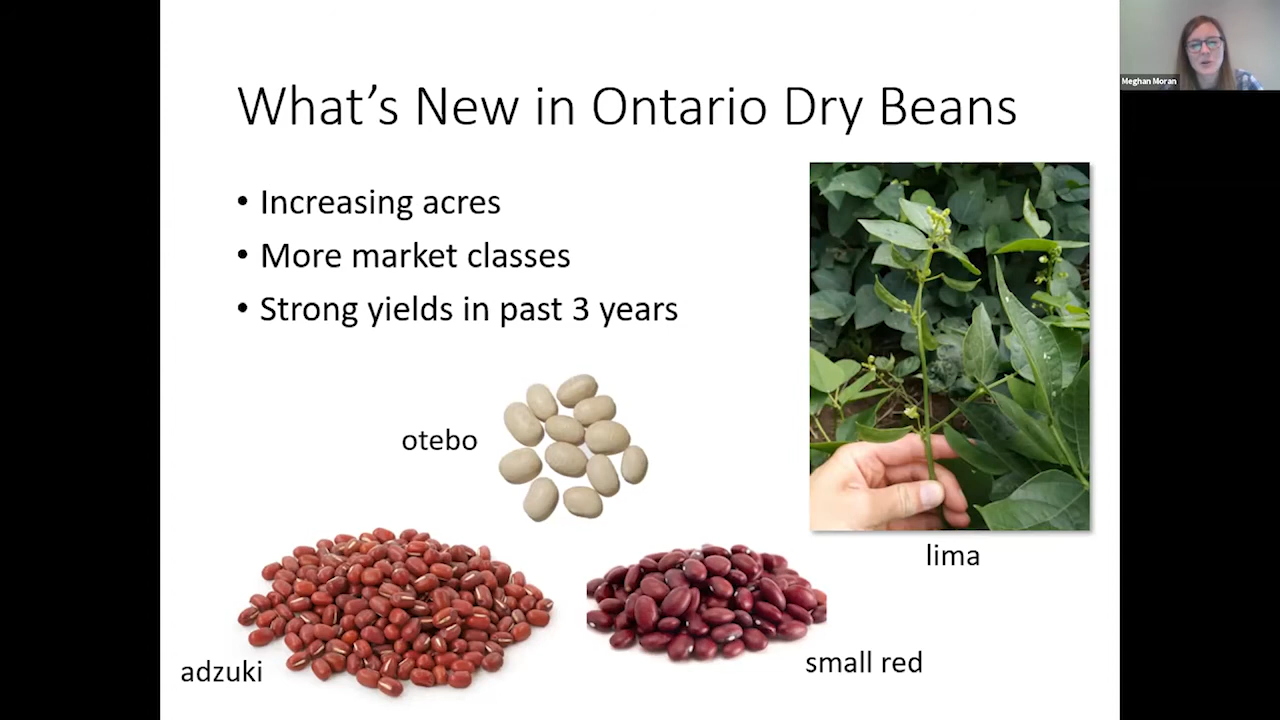 Meghan Moran
What's New in Ontario Dry Beans
• Increasing acres
• More market classes
• Strong yields in past 3 years
otebo
lima
adzuki
small red